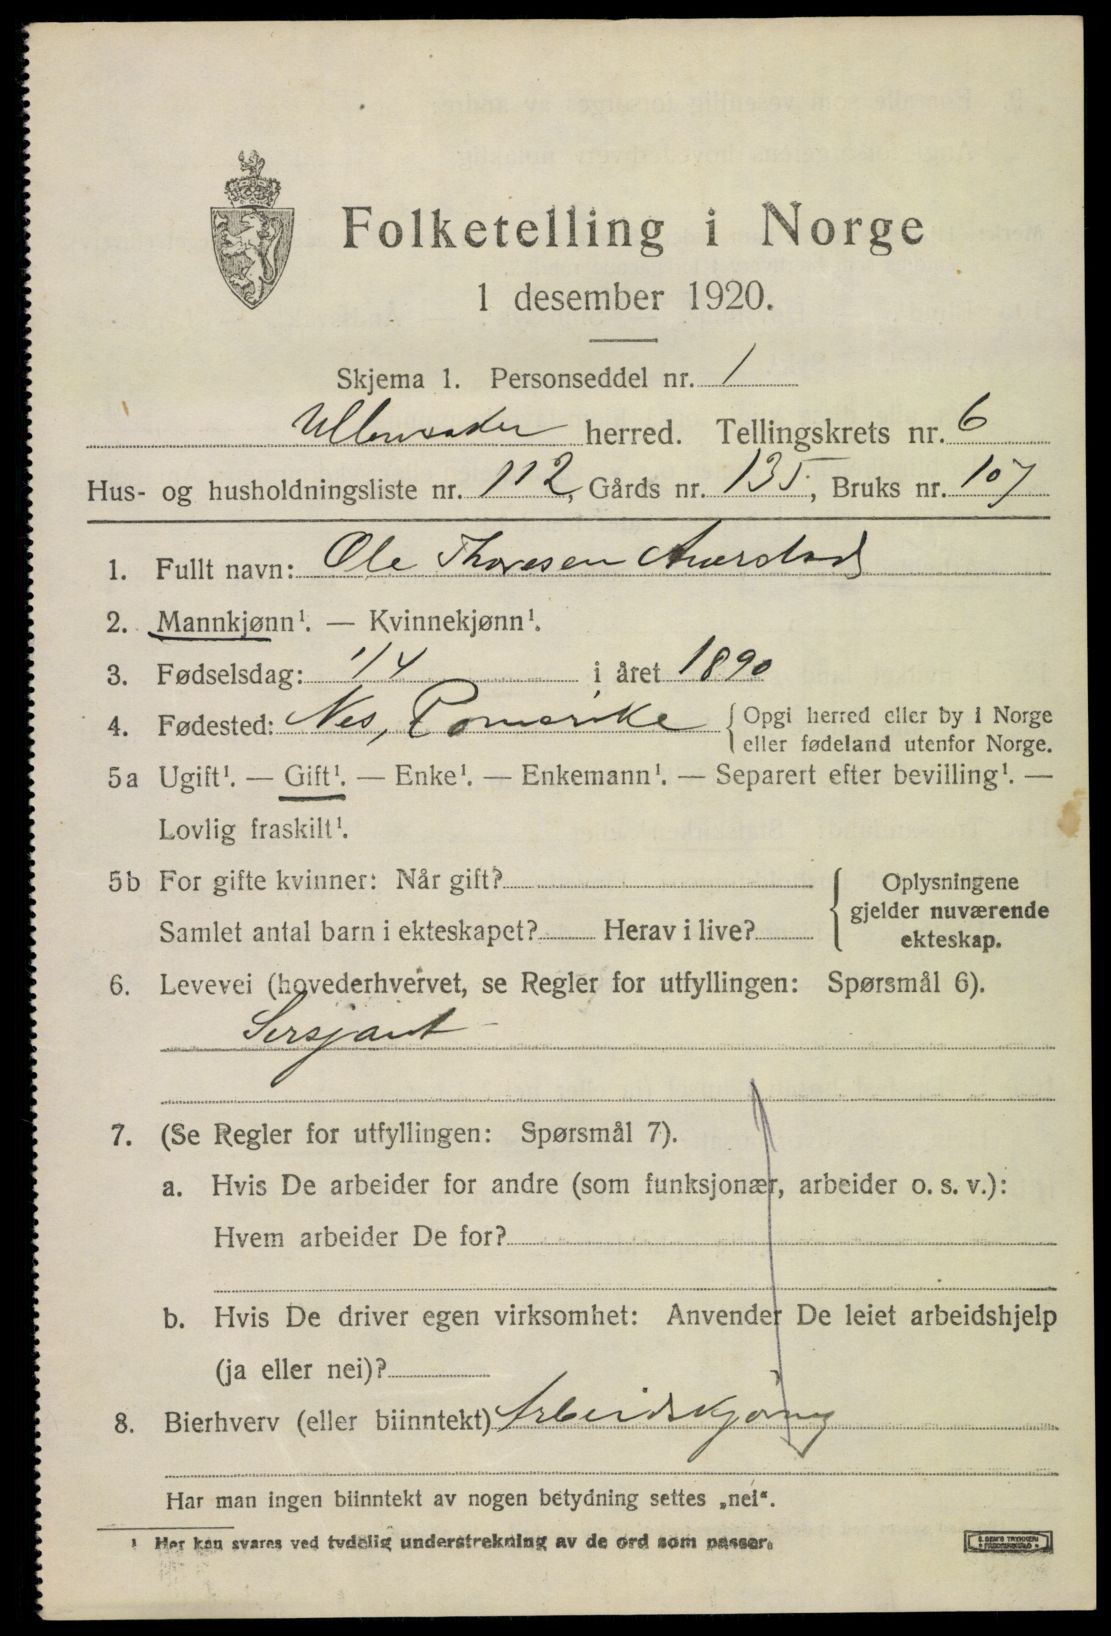 Folketelling i Norge
1 desember 1920.
Skjema 1. Personseddel nr. 1
Ullensaker herred. Tellingskrets nr. 6
Hus- og husholdningsliste nr. 112, Gårds nr. 135, Bruks nr. 107
1. Fullt navn: Ole Thoresen
2. Mannkjønn¹. — Kvinnekjønn¹.
3. Fødselsdag: 1/4 i året 1890
4. Fødested: Nes, Romerike { Opgi herred eller by i Norge
eller fødeland utenfor Norge.
5a Ugift¹. — Gift¹. — Enke¹. — Enkemann¹. — Separert efter bevilling¹. —
Lovlig fraskilt¹.
5b For gifte kvinner: Når gift?
Samlet antal barn i ekteskapet? Herav i live?
{ Oplysningene
gjelder nuværende
ekteskap.
6. Levevei (hovederhvervet, se Regler for utfyllingen: Spørsmål 6).
Sersjant
7. (Se Regler for utfyllingen: Spørsmål 7).
a. Hvis De arbeider for andre (som funksjonær, arbeider o. s. v.):
Hvem arbeider De for?
b. Hvis De driver egen virksomhet: Anvender De leiet arbeidshjelp
(ja eller nei)?
8. Bierhverv (eller biinntekt)
Har man ingen biinntekt av nogen betydning settes „nei“.
¹ Her kan svares ved tydelig understrekning av de ord som passer.